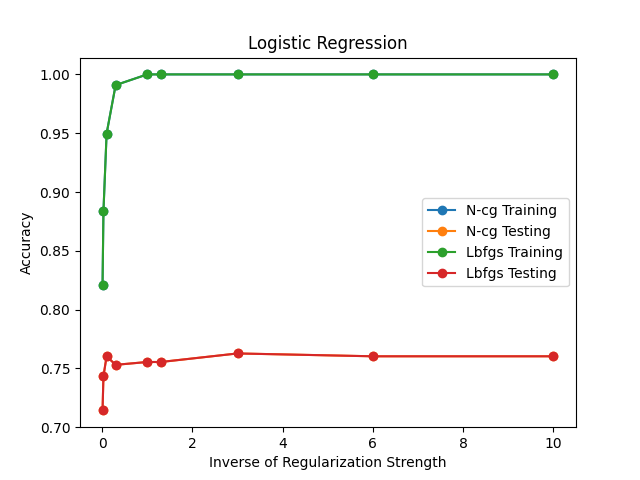 Logistic Regression
1.00
0.95
0.90
0.85
0.80
0.75
0.70
Accuracy
N-cg Training
N-cg Testing
Lbfgs Training
Lbfgs Testing
0 2 4 6 8 10
Inverse of Regularization Strength